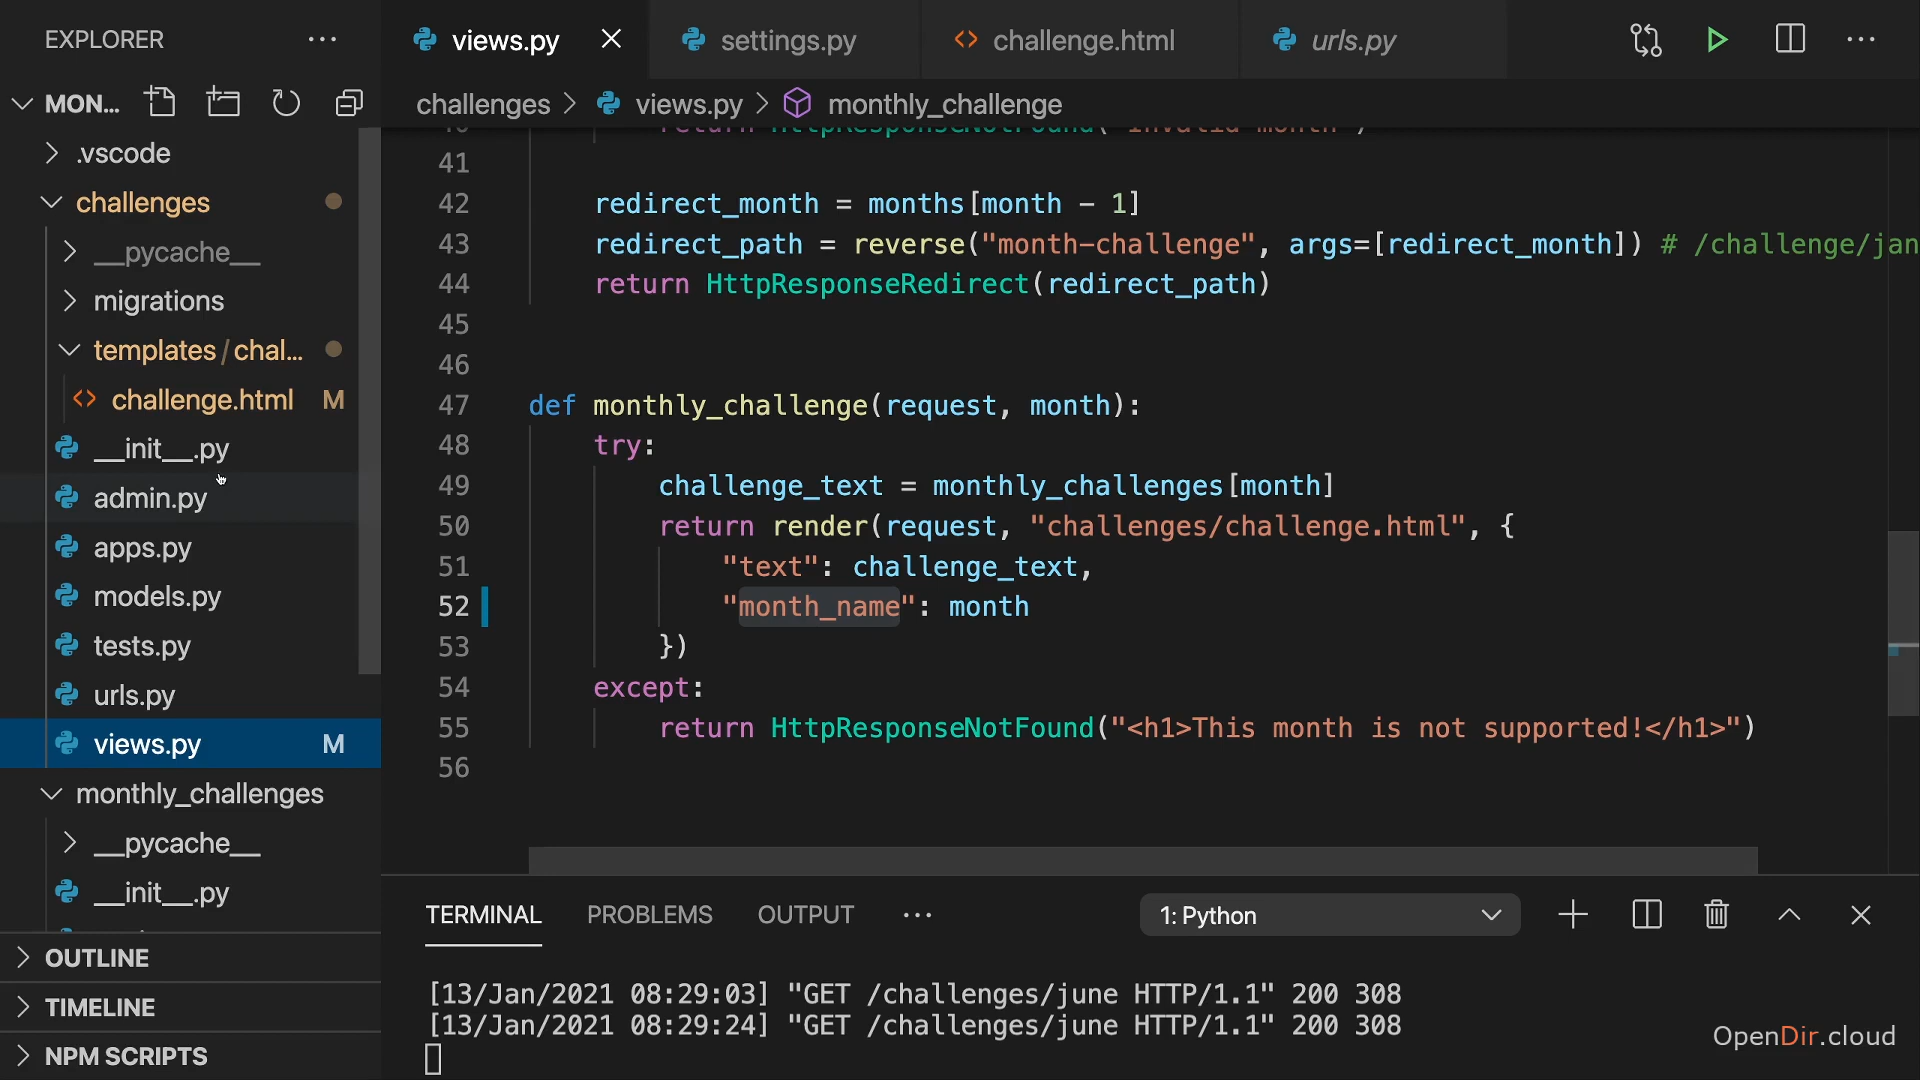 EXPLORER
views.py
settings.py
challenge.html
urls.py
MON...
challenges > views.py > monthly_challenge
.vscode
challenges
__pycache__
migrations
templates / chal...
challenge.html M
__init__.py
admin.py
apps.py
models.py
tests.py
urls.py
views.py M
monthly_challenges
__pycache__
__init__.py
OUTLINE
TIMELINE
NPM SCRIPTS
40 return HttpResponseNotFound("Invalid month")
41
42 redirect_month = months[month - 1]
43 redirect_path = reverse("month-challenge", args=[redirect_month]) # /challenge/jan
44 return HttpResponseRedirect(redirect_path)
45
46
47 def monthly_challenge(request, month):
48 try:
49 challenge_text = monthly_challenges[month]
50 return render(request, "challenges/challenge.html", {
51 "text": challenge_text,
52 "month_name": month
53 })
54 except:
55 return HttpResponseNotFound("<h1>This month is not supported!</h1>")
56
TERMINAL PROBLEMS OUTPUT
1: Python
[13/Jan/2021 08:29:03] "GET /challenges/june HTTP/1.1" 200 308
[13/Jan/2021 08:29:24] "GET /challenges/june HTTP/1.1" 200 308
OpenDir.cloud